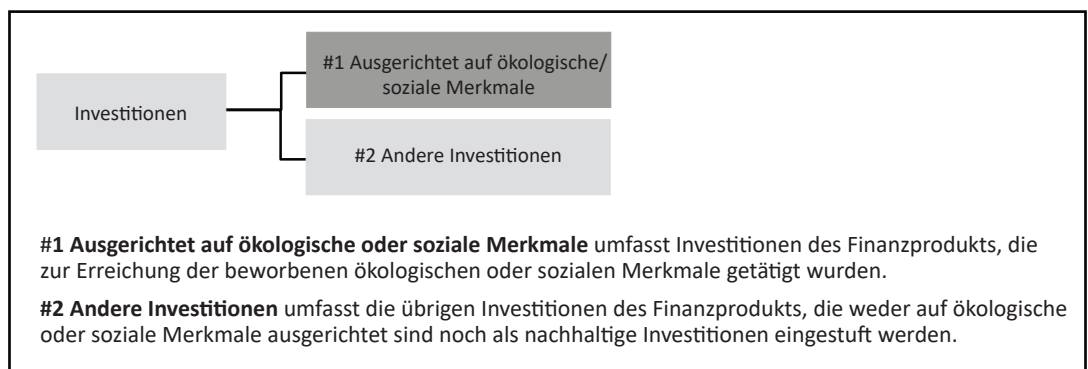 #1 Ausgerichtet auf ökologische/
soziale Merkmale
Investitionen
#2 Andere Investitionen
#1 Ausgerichtet auf ökologische oder soziale Merkmale umfasst Investitionen des Finanzprodukts, die
zur Erreichung der beworbenen ökologischen oder sozialen Merkmale getätigt wurden.
#2 Andere Investitionen umfasst die übrigen Investitionen des Finanzprodukts, die weder auf ökologische
oder soziale Merkmale ausgerichtet sind noch als nachhaltige Investitionen eingestuft werden.